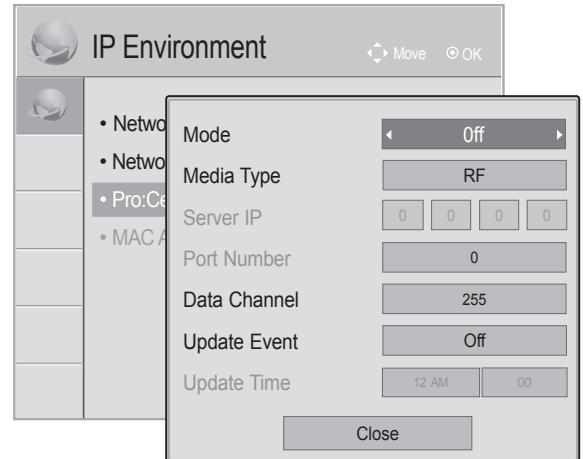 IP Environment
Move OK
• Netwo
• Netwo
• Pro:Ce
• MAC A
Mode 0ff
Media Type RF
Server IP 0 0 0 0
Port Number 0
Data Channel 255
Update Event Off
Update Time 12 AM 00
Close